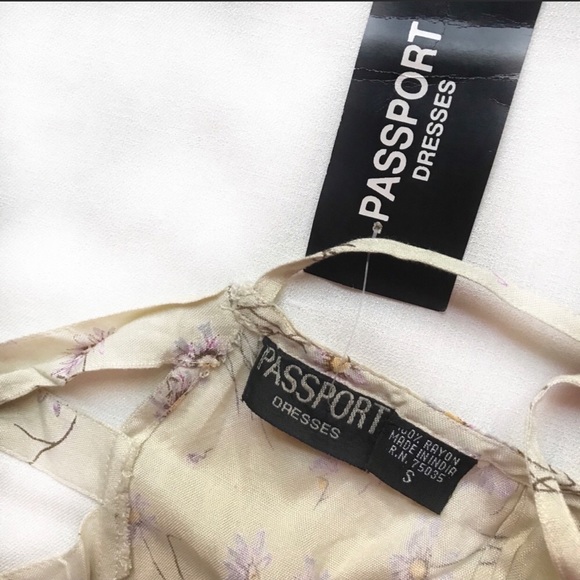 PASSPORT
DRESSES
PASSPORT
DRESSES
100% RAYON
MADE IN INDIA
R.N. 75035
S